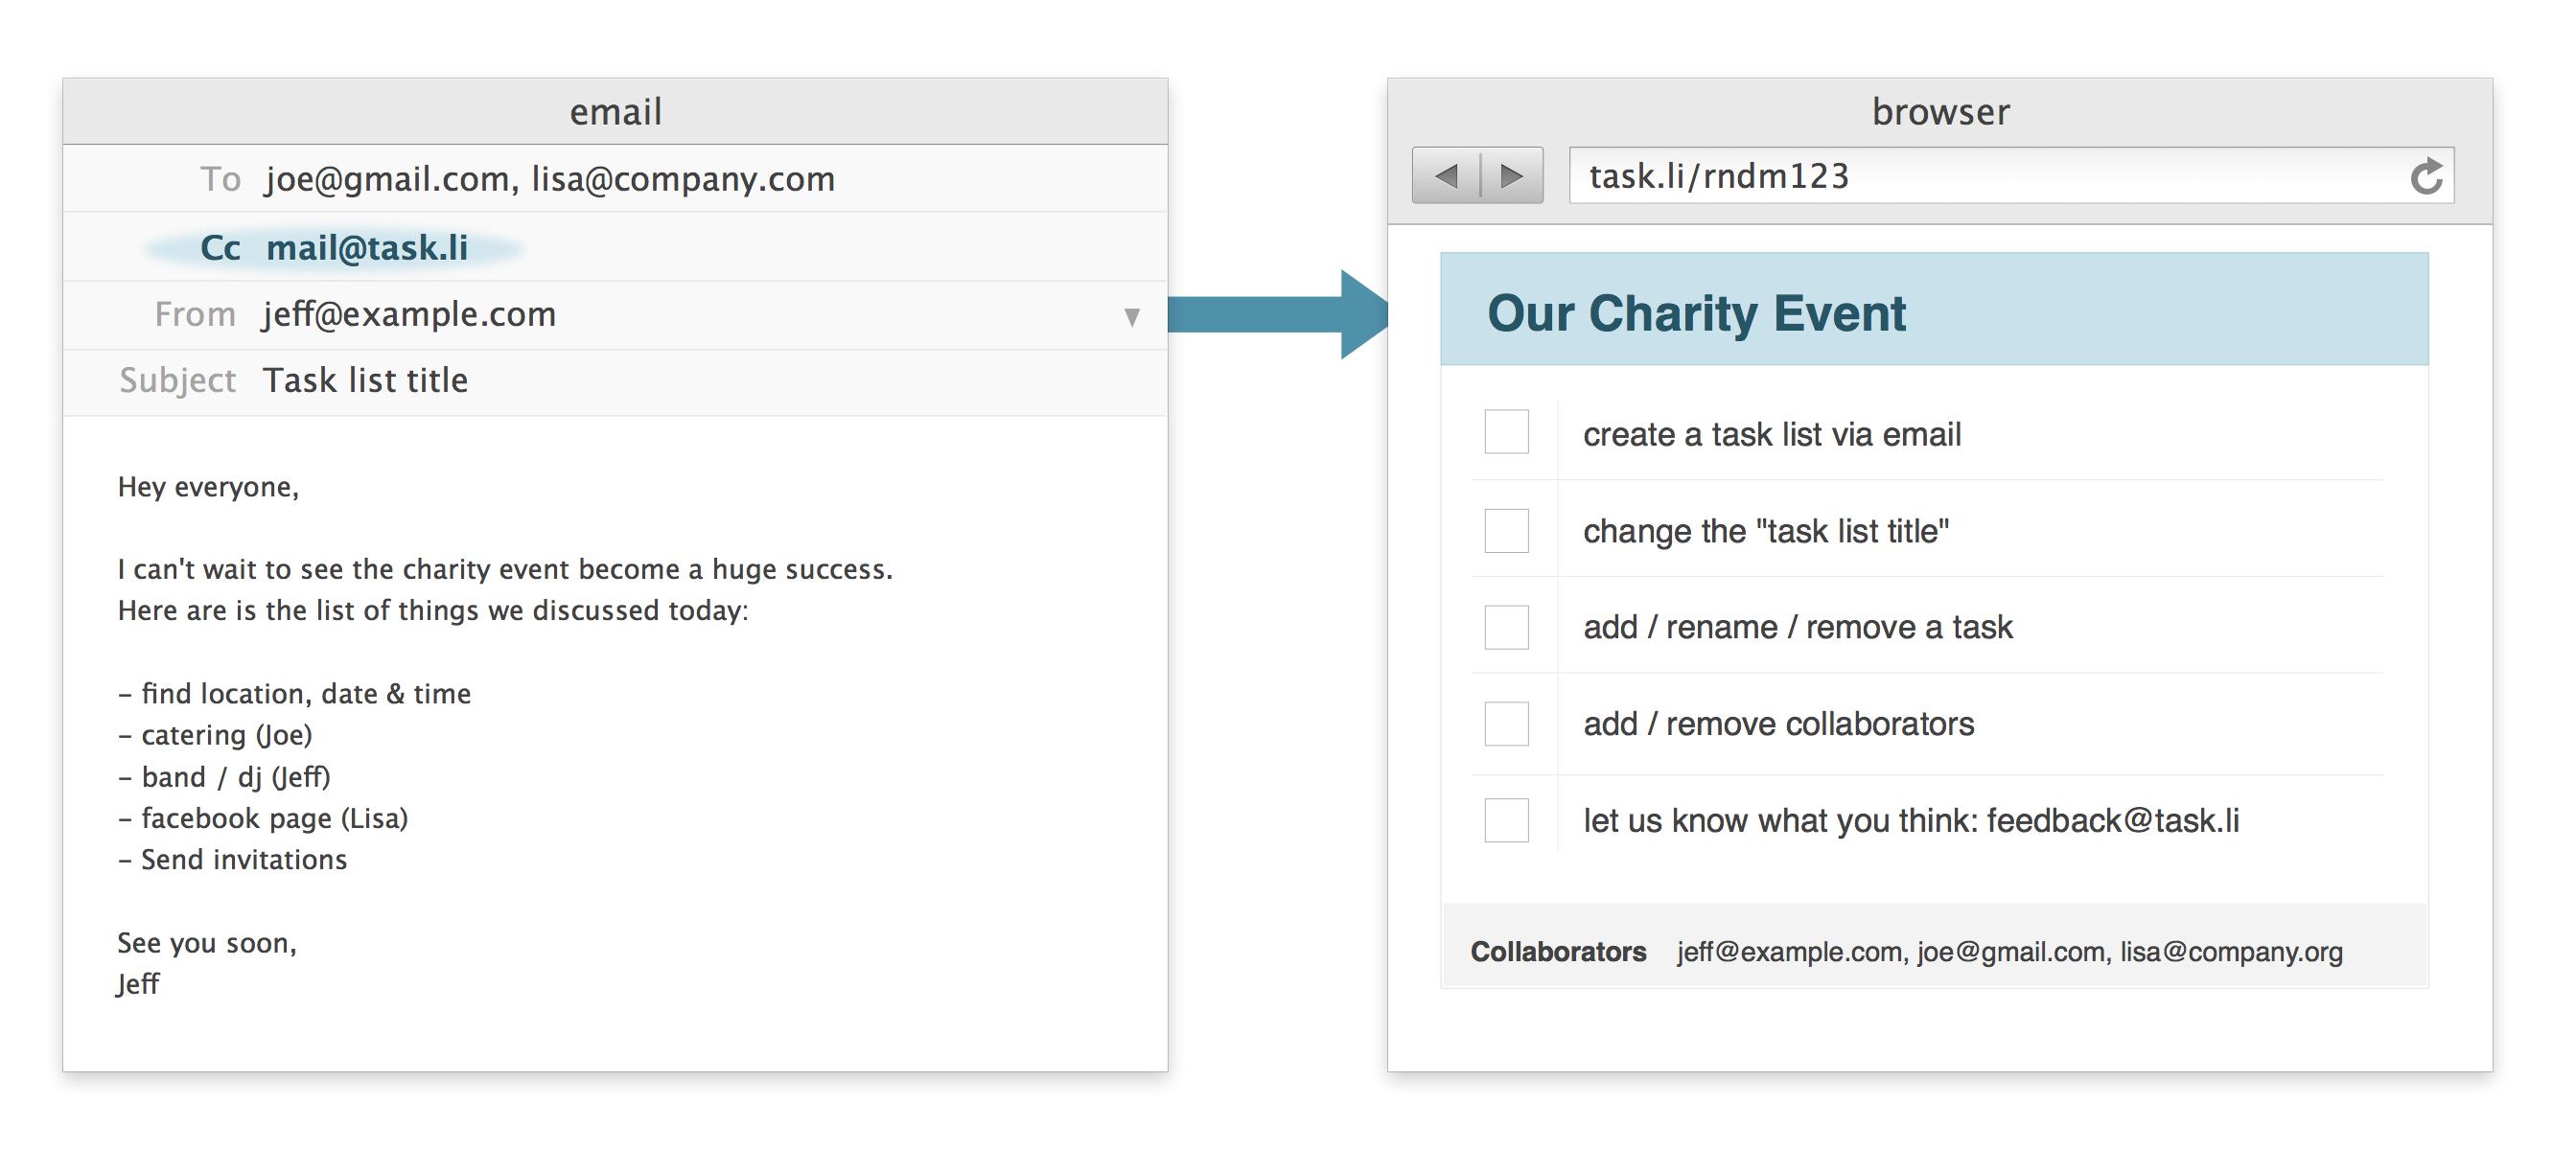 email
To joe@gmail.com, lisa@company.com
Cc mail@task.li
From jeff@example.com
Subject Task list title
Hey everyone,
I can't wait to see the charity event become a huge success.
Here are is the list of things we discussed today:
– find location, date & time
– catering (Joe)
– band / dj (Jeff)
– facebook page (Lisa)
– Send invitations
See you soon,
Jeff
browser
task.li/rndm123
Our Charity Event
create a task list via email
change the "task list title"
add / rename / remove a task
add / remove collaborators
let us know what you think: feedback@task.li
Collaborators jeff@example.com, joe@gmail.com, lisa@company.org